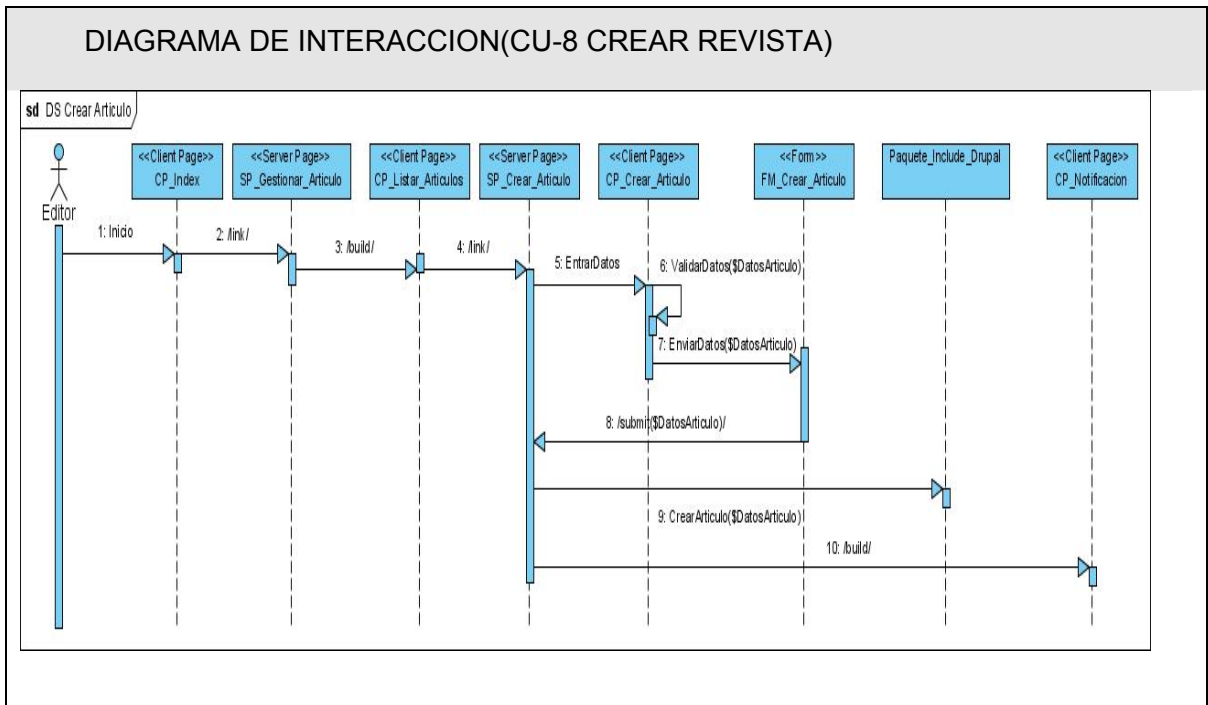 DIAGRAMA DE INTERACCION(CU-8 CREAR REVISTA)
sd DS Crear Articulo
Editor
<<Client Page>>
CP_Index
<<Server Page>>
SP_Gestionar_Articulo
<<Client Page>>
CP_Listar_Articulos
<<Server Page>>
SP_Crear_Articulo
<<Client Page>>
CP_Crear_Articulo
<<Form>>
FM_Crear_Articulo
Paquete_Include_Drupal
<<Client Page>>
CP_Notificacion
1: Inicio
2: /link/
3: /build/
4: /link/
5: EntrarDatos
6: ValidarDatos($DatosArticulo)
7: EnviarDatos($DatosArticulo)
8: /submit($DatosArticulo)/
9: CrearArticulo($DatosArticulo)
10: /build/